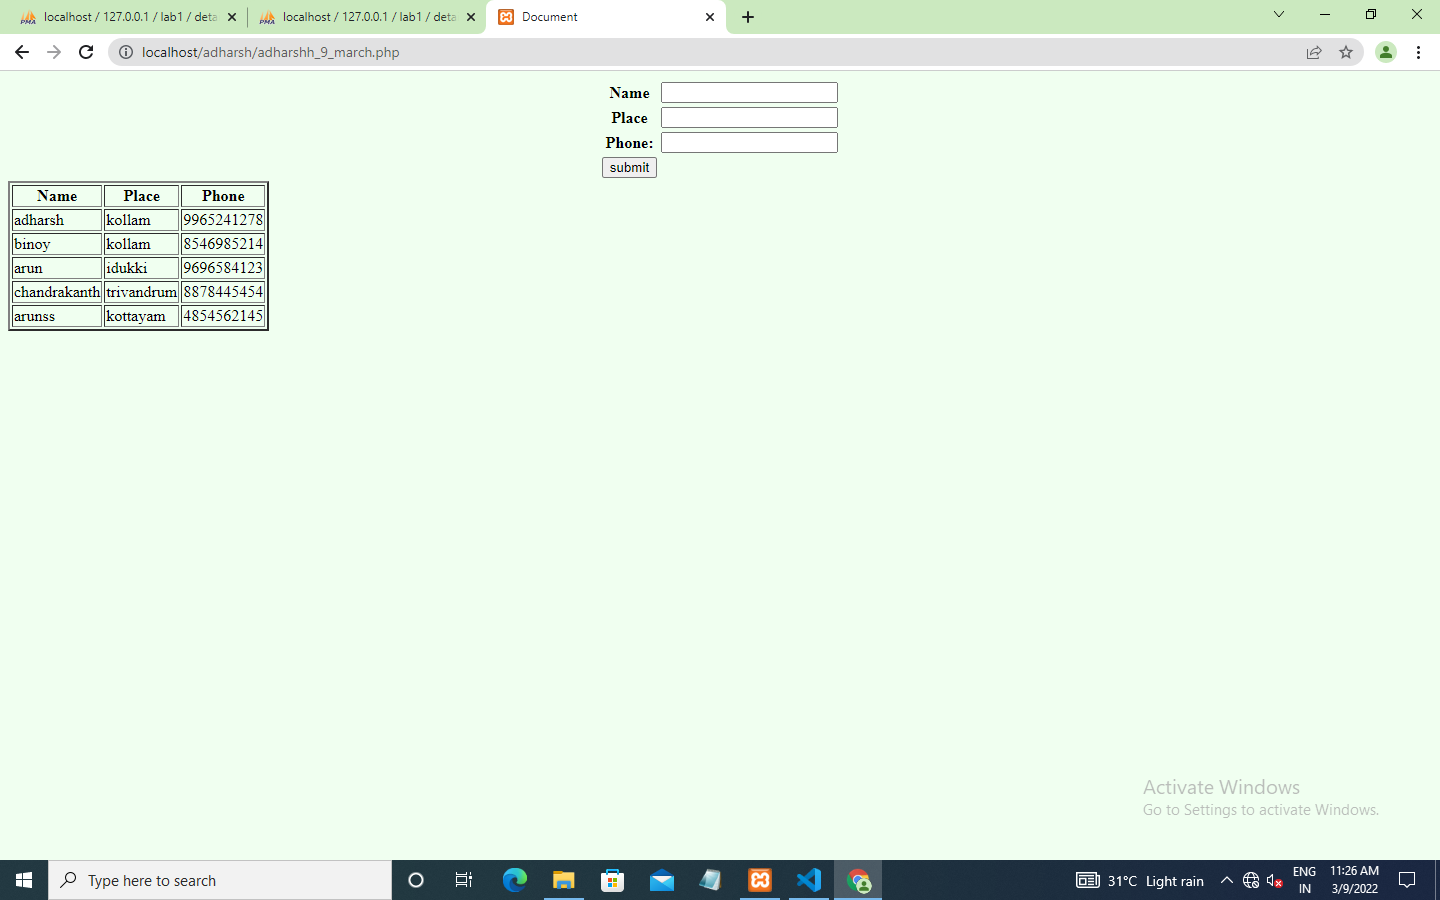 localhost / 127.0.0.1 / lab1 / deta
localhost / 127.0.0.1 / lab1 / deta
Document
localhost/adharsh/adharshh_9_march.php
Name
Place
Phone:
submit
Name Place Phone
adharsh kollam 9965241278
binoy kollam 8546985214
arun idukki 9696584123
chandrakanth trivandrum 8878445454
arunss kottayam 4854562145
Activate Windows
Go to Settings to activate Windows.
Type here to search
31°C Light rain
ENG
IN
11:26 AM
3/9/2022